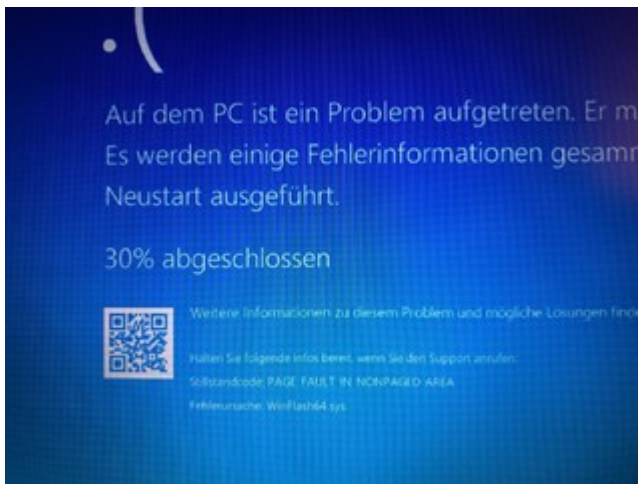 :(
Auf dem PC ist ein Problem aufgetreten. Er m
Es werden einige Fehlerinformationen gesamm
Neustart ausgeführt.
30% abgeschlossen
Weitere Informationen zu diesem Problem und mögliche Lösungen finde
Halten Sie folgende Infos bereit, wenn Sie den Support anrufen:
Stillstandcode: PAGE FAULT IN NONPAGED AREA
Fehlerursache: WinFlash64.sys